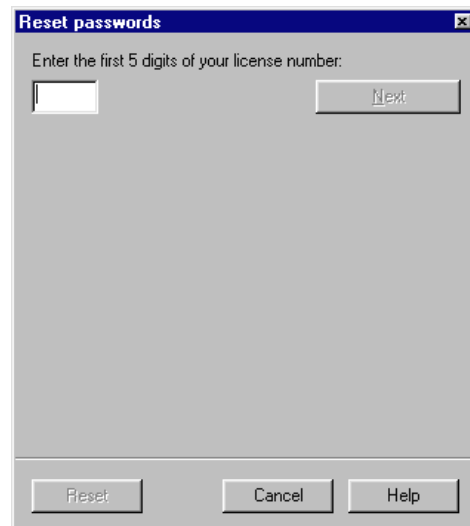 Reset passwords
Enter the first 5 digits of your license number:
Next
Reset
Cancel
Help